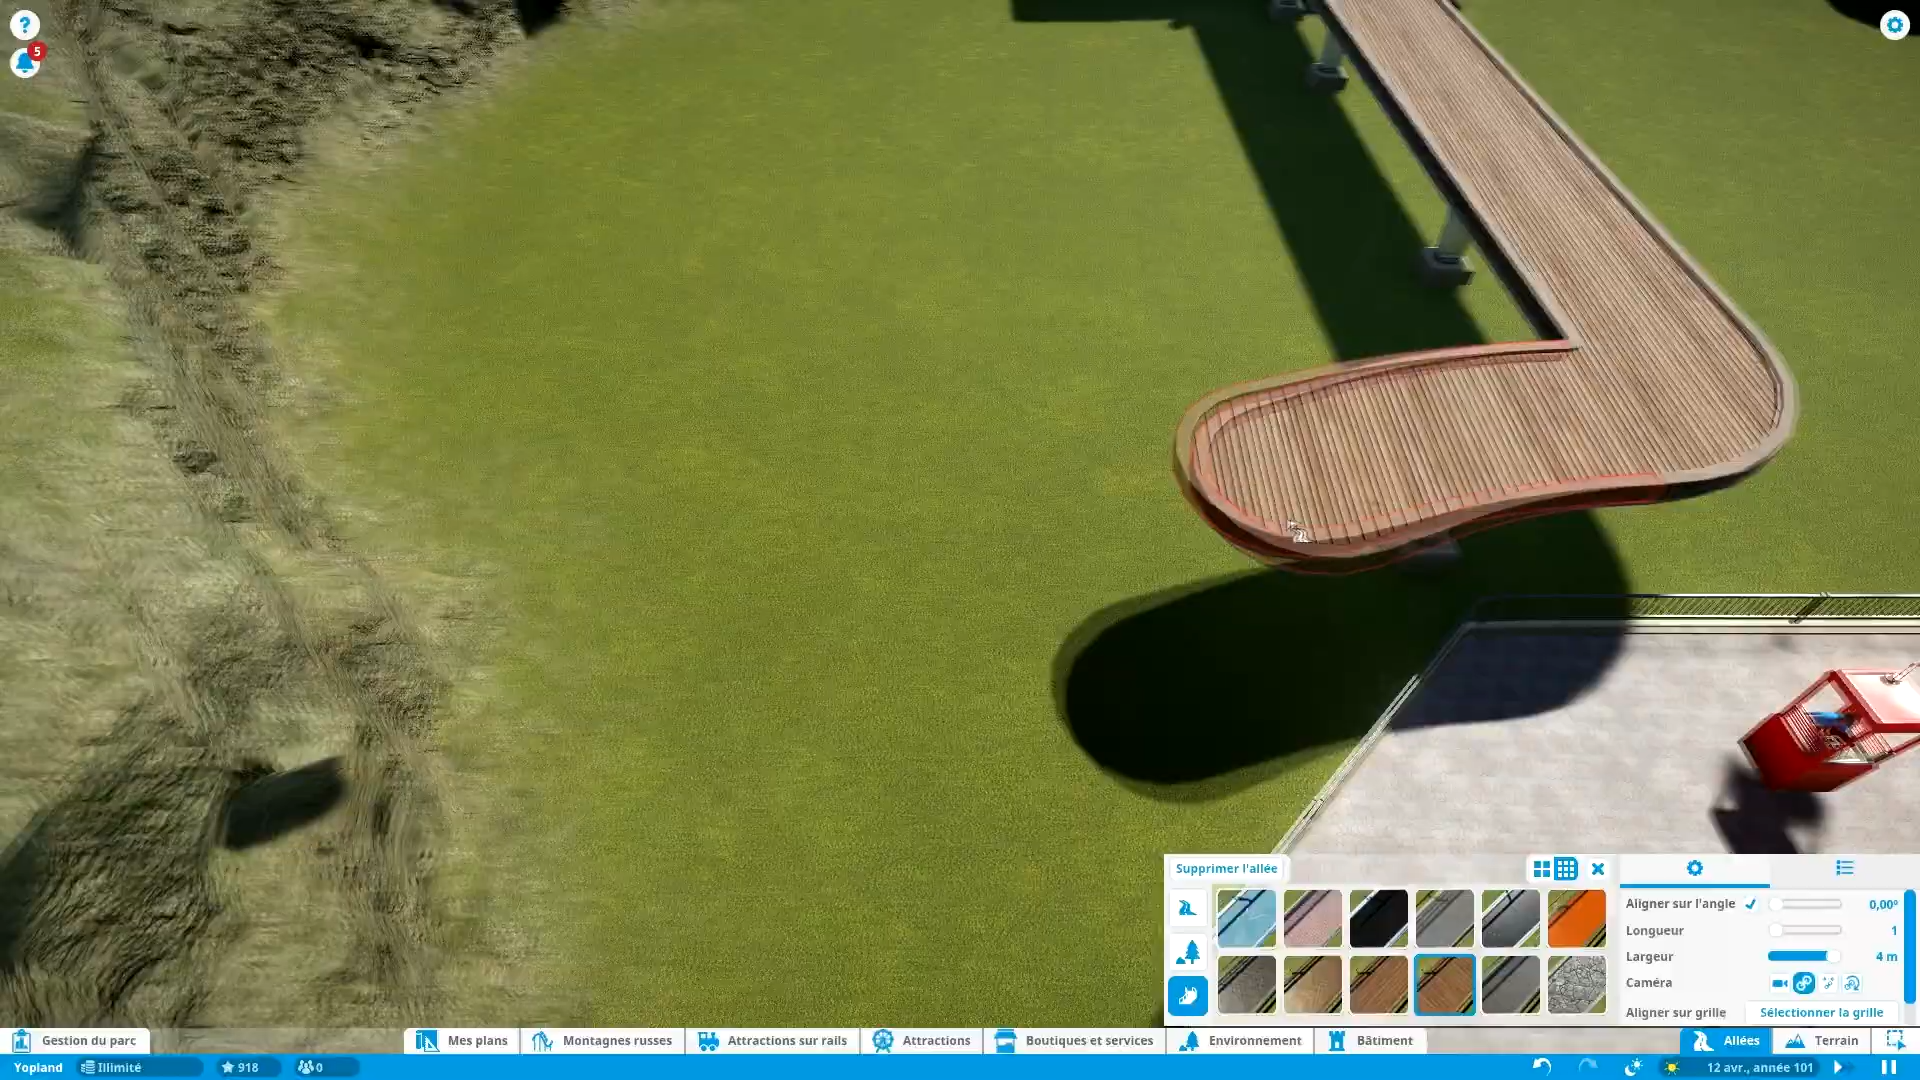 ?
5
Supprimer l'allée
Aligner sur l'angle 0,00°
Longueur 1
Largeur 4 m
Caméra
Aligner sur grille Sélectionner la grille
Gestion du parc Mes plans Montagnes russes Attractions sur rails Attractions Boutiques et services Environnement Bâtiment Allées Terrain
Yopland Illimité 918 0 12 avr., année 101